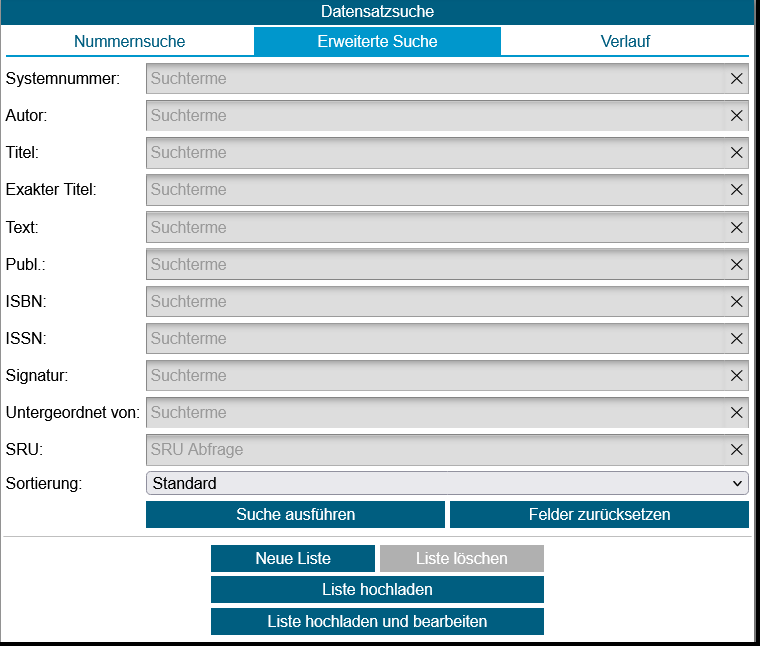 Datensatzsuche
Nummernsuche Erweiterte Suche Verlauf
Systemnummer: Suchterme
Autor: Suchterme
Titel: Suchterme
Exakter Titel: Suchterme
Text: Suchterme
Publ.: Suchterme
ISBN: Suchterme
ISSN: Suchterme
Signatur: Suchterme
Untergeordnet von: Suchterme
SRU: SRU Abfrage
Sortierung: Standard
Suche ausführen Felder zurücksetzen
Neue Liste Liste löschen
Liste hochladen
Liste hochladen und bearbeiten